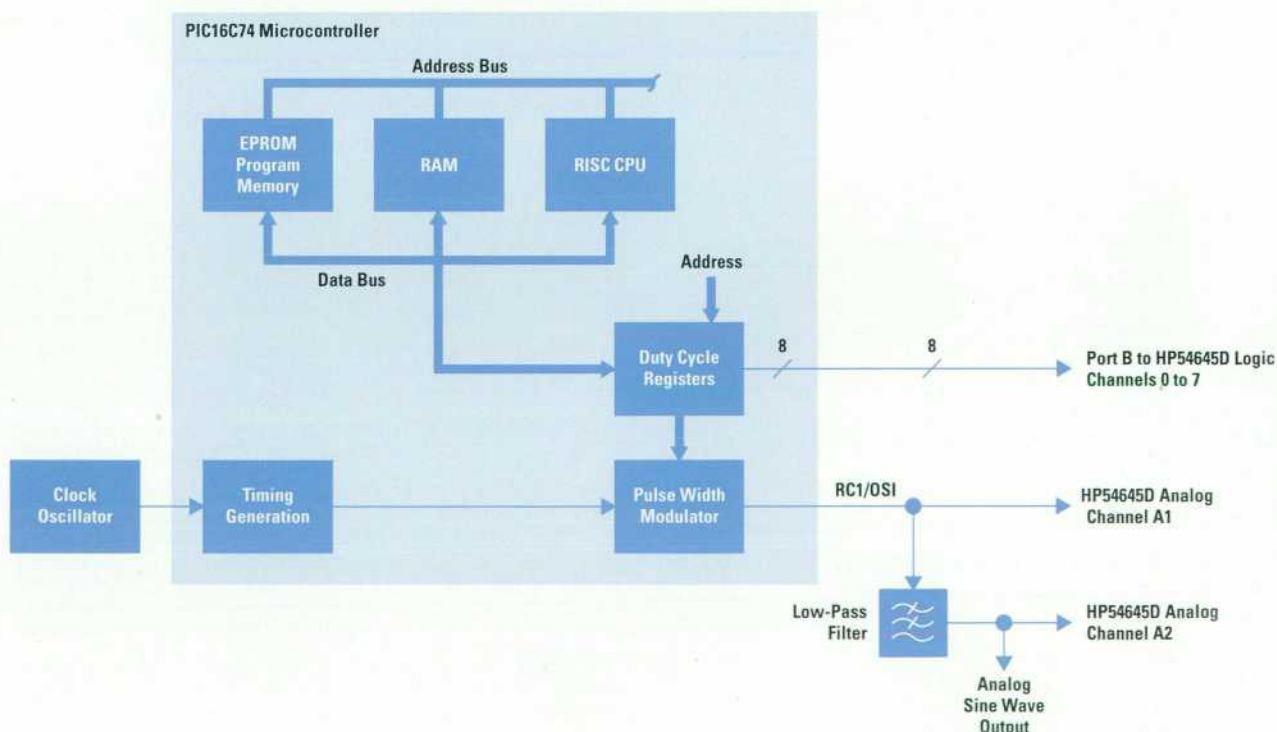 PIC16C74 Microcontroller
Address Bus
EPROM
Program
Memory
RAM
RISC CPU
Data Bus
Address
Duty Cycle
Registers
8
8
Port B to HP54645D Logic
Channels 0 to 7
Clock
Oscillator
Timing
Generation
Pulse Width
Modulator
RC1/OSI
HP54645D Analog
Channel A1
Low-Pass
Filter
HP54645D Analog
Channel A2
Analog
Sine Wave
Output